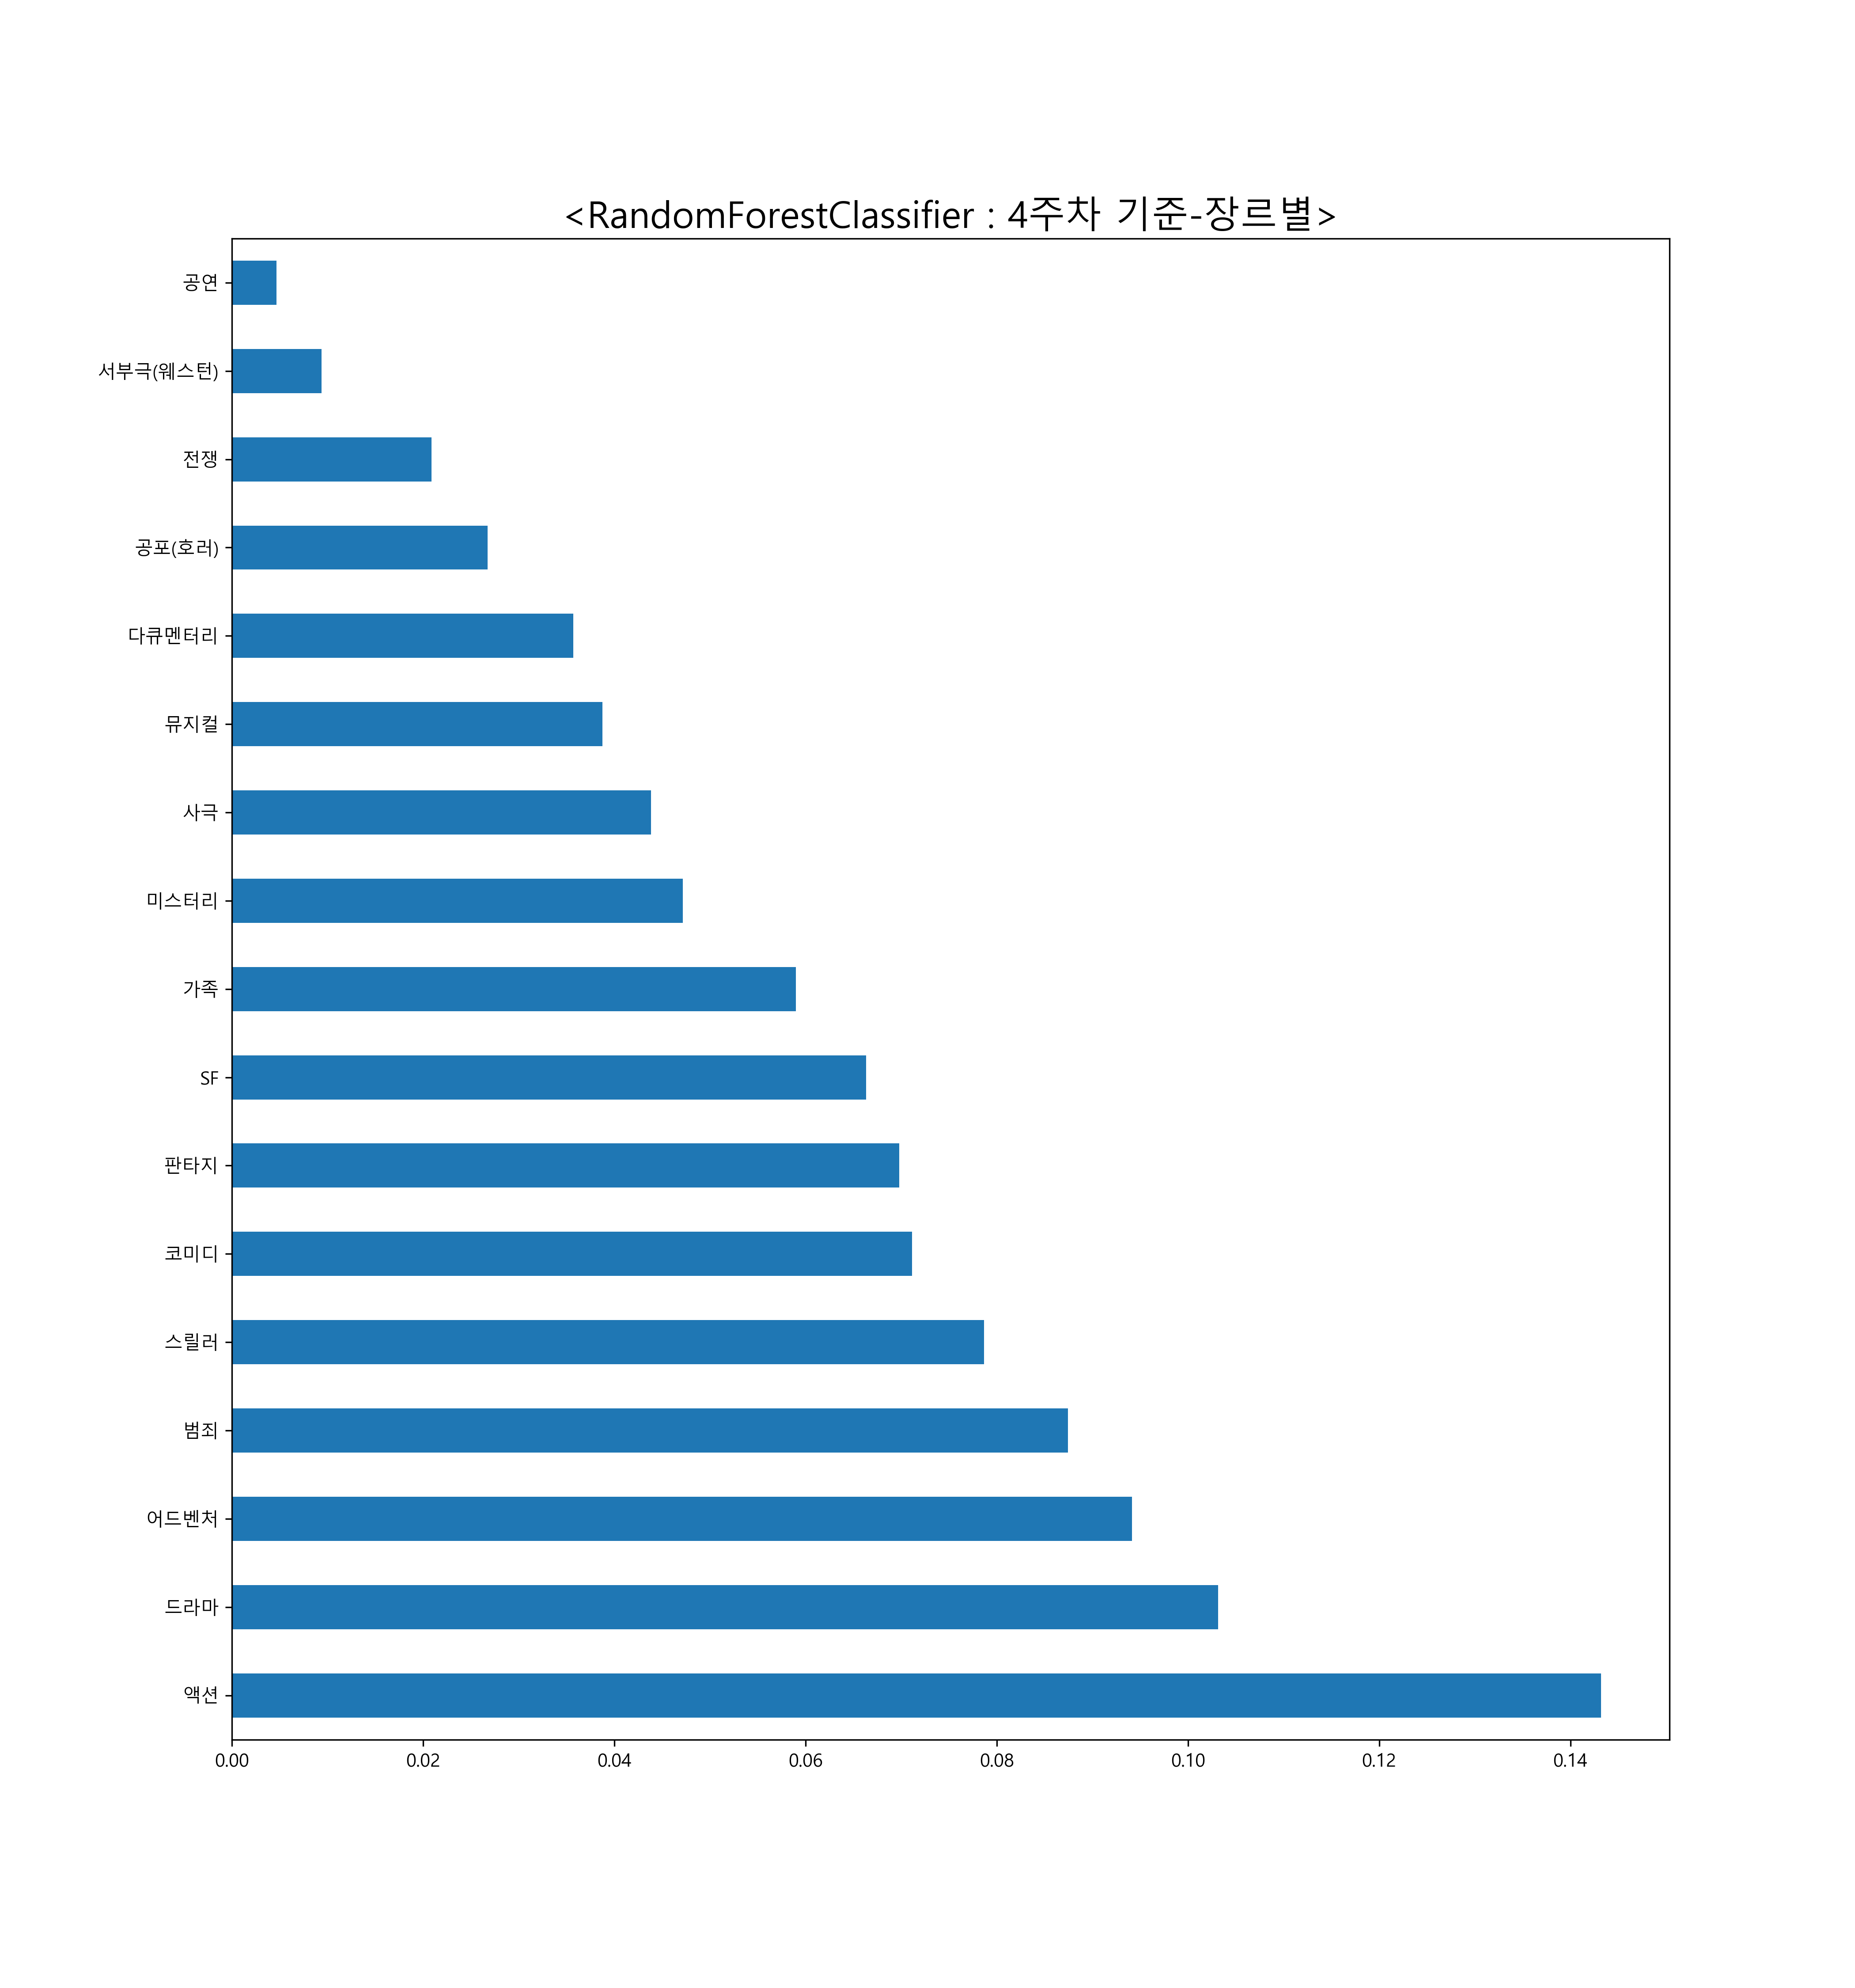 <RandomForestClassifier : 4주차 기준-장르별>
공연
서부극(웨스턴)
전쟁
공포(호러)
다큐멘터리
뮤지컬
사극
미스터리
가족
SF
판타지
코미디
스릴러
범죄
어드벤처
드라마
액션
0.00 0.02 0.04 0.06 0.08 0.10 0.12 0.14